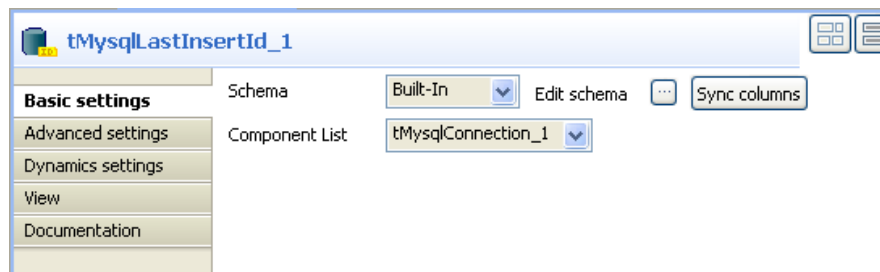 tMysqlLastInsertId_1
Basic settings
Advanced settings
Dynamics settings
View
Documentation
Schema Built-In Edit schema ... Sync columns
Component List tMysqlConnection_1